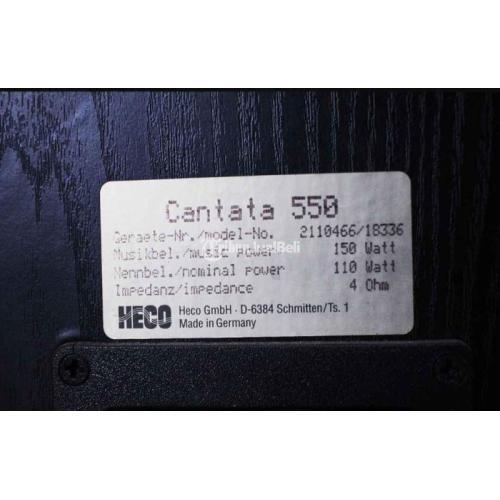 Cantata 550
Geraete-Nr./model-No. 2110466/18336
Musikbel./music power 150 Watt
Nennbel./nominal power 110 Watt
Impedanz/impedance 4 Ohm
HECO Heco GmbH · D-6384 Schmitten/Ts. 1
Made in Germany